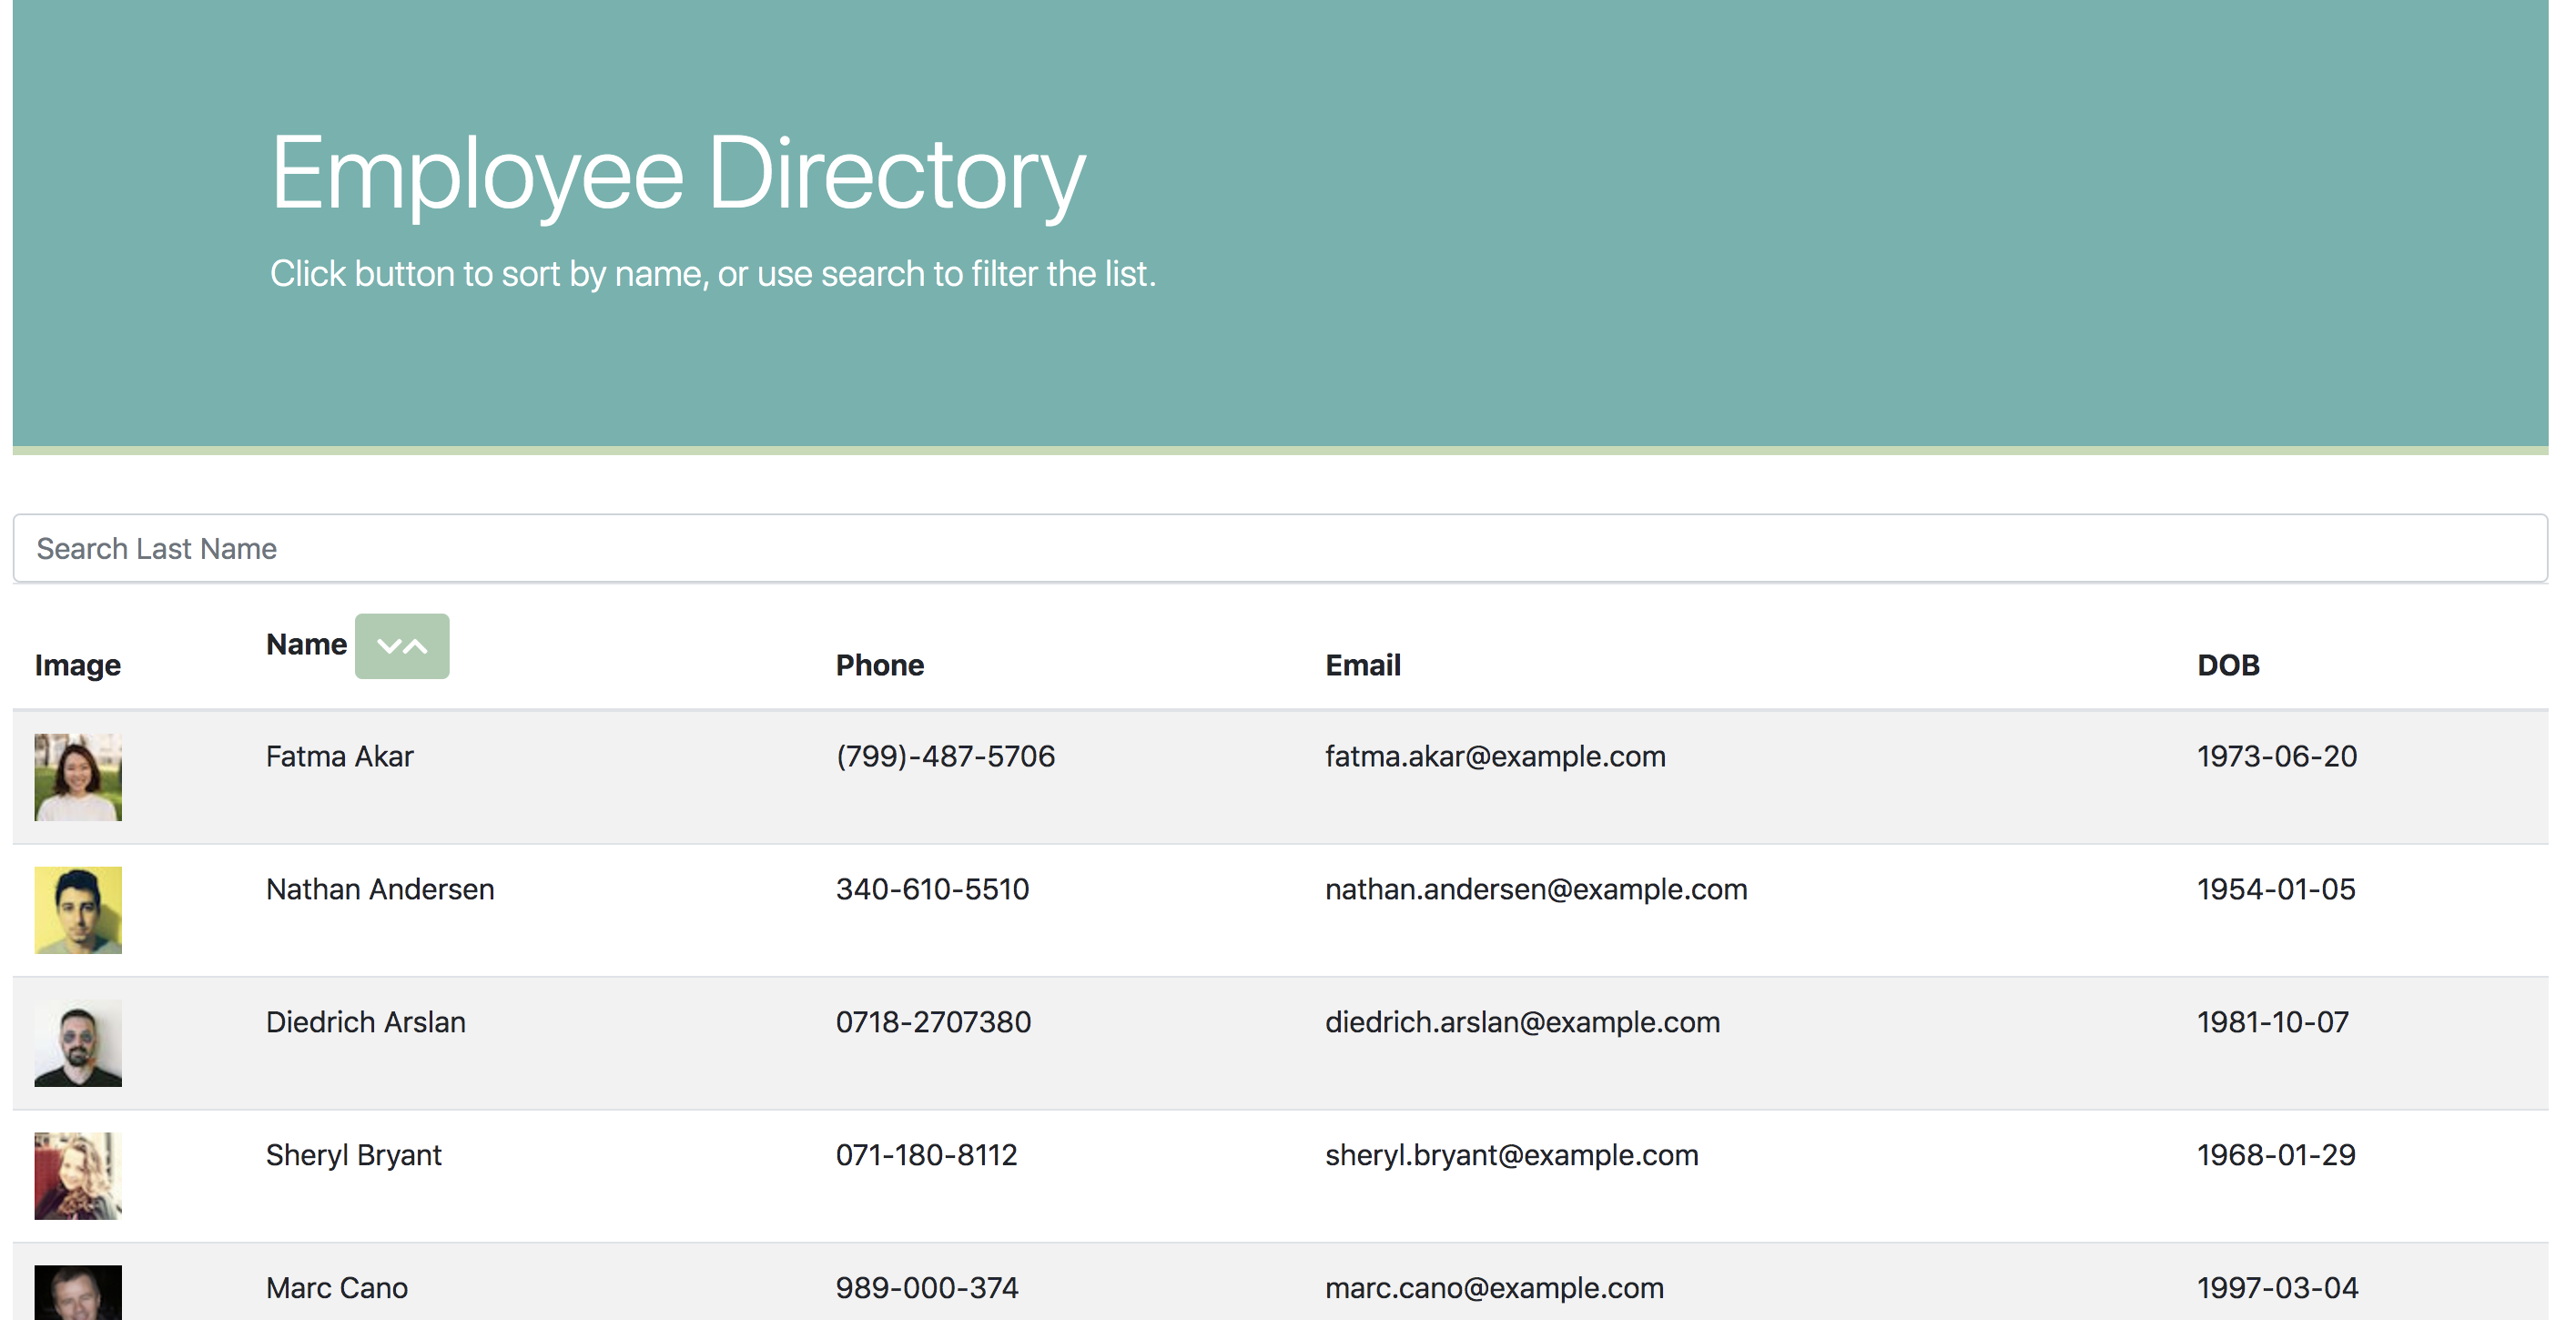 Employee Directory
Click button to sort by name, or use search to filter the list.
Search Last Name
Image Name Phone Email DOB
Fatma Akar (799)-487-5706 fatma.akar@example.com 1973-06-20
Nathan Andersen 340-610-5510 nathan.andersen@example.com 1954-01-05
Diedrich Arslan 0718-2707380 diedrich.arslan@example.com 1981-10-07
Sheryl Bryant 071-180-8112 sheryl.bryant@example.com 1968-01-29
Marc Cano 989-000-374 marc.cano@example.com 1997-03-04